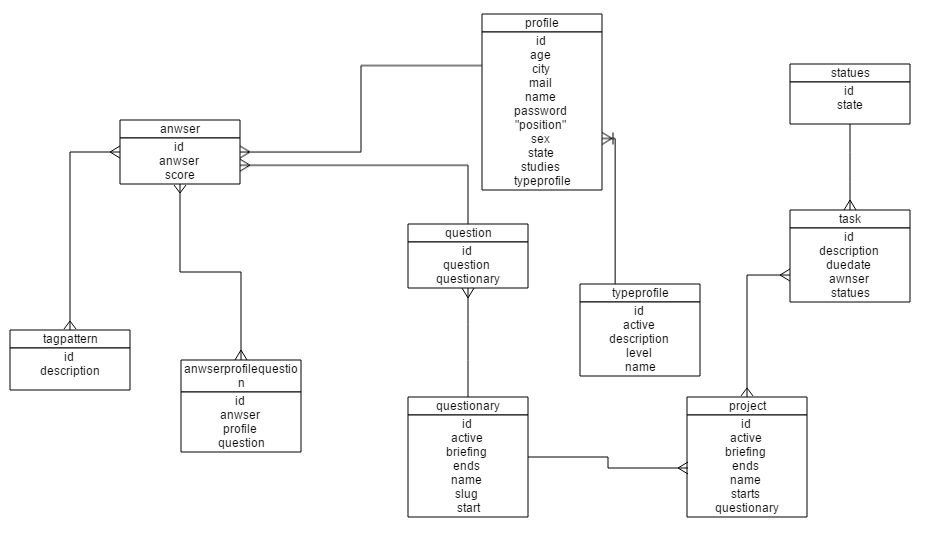 profile
id
age
city
mail
name
password
"position"
sex
state
studies
typeprofile
statues
id
state
anwser
id
anwser
score
task
id
description
duedate
awnser
statues
question
id
question
questionary
typeprofile
id
active
description
level
name
tagpattern
id
description
anwserprofilequestio
n
id
anwser
profile
question
questionary
id
active
briefing
ends
name
slug
start
project
id
active
briefing
ends
name
starts
questionary